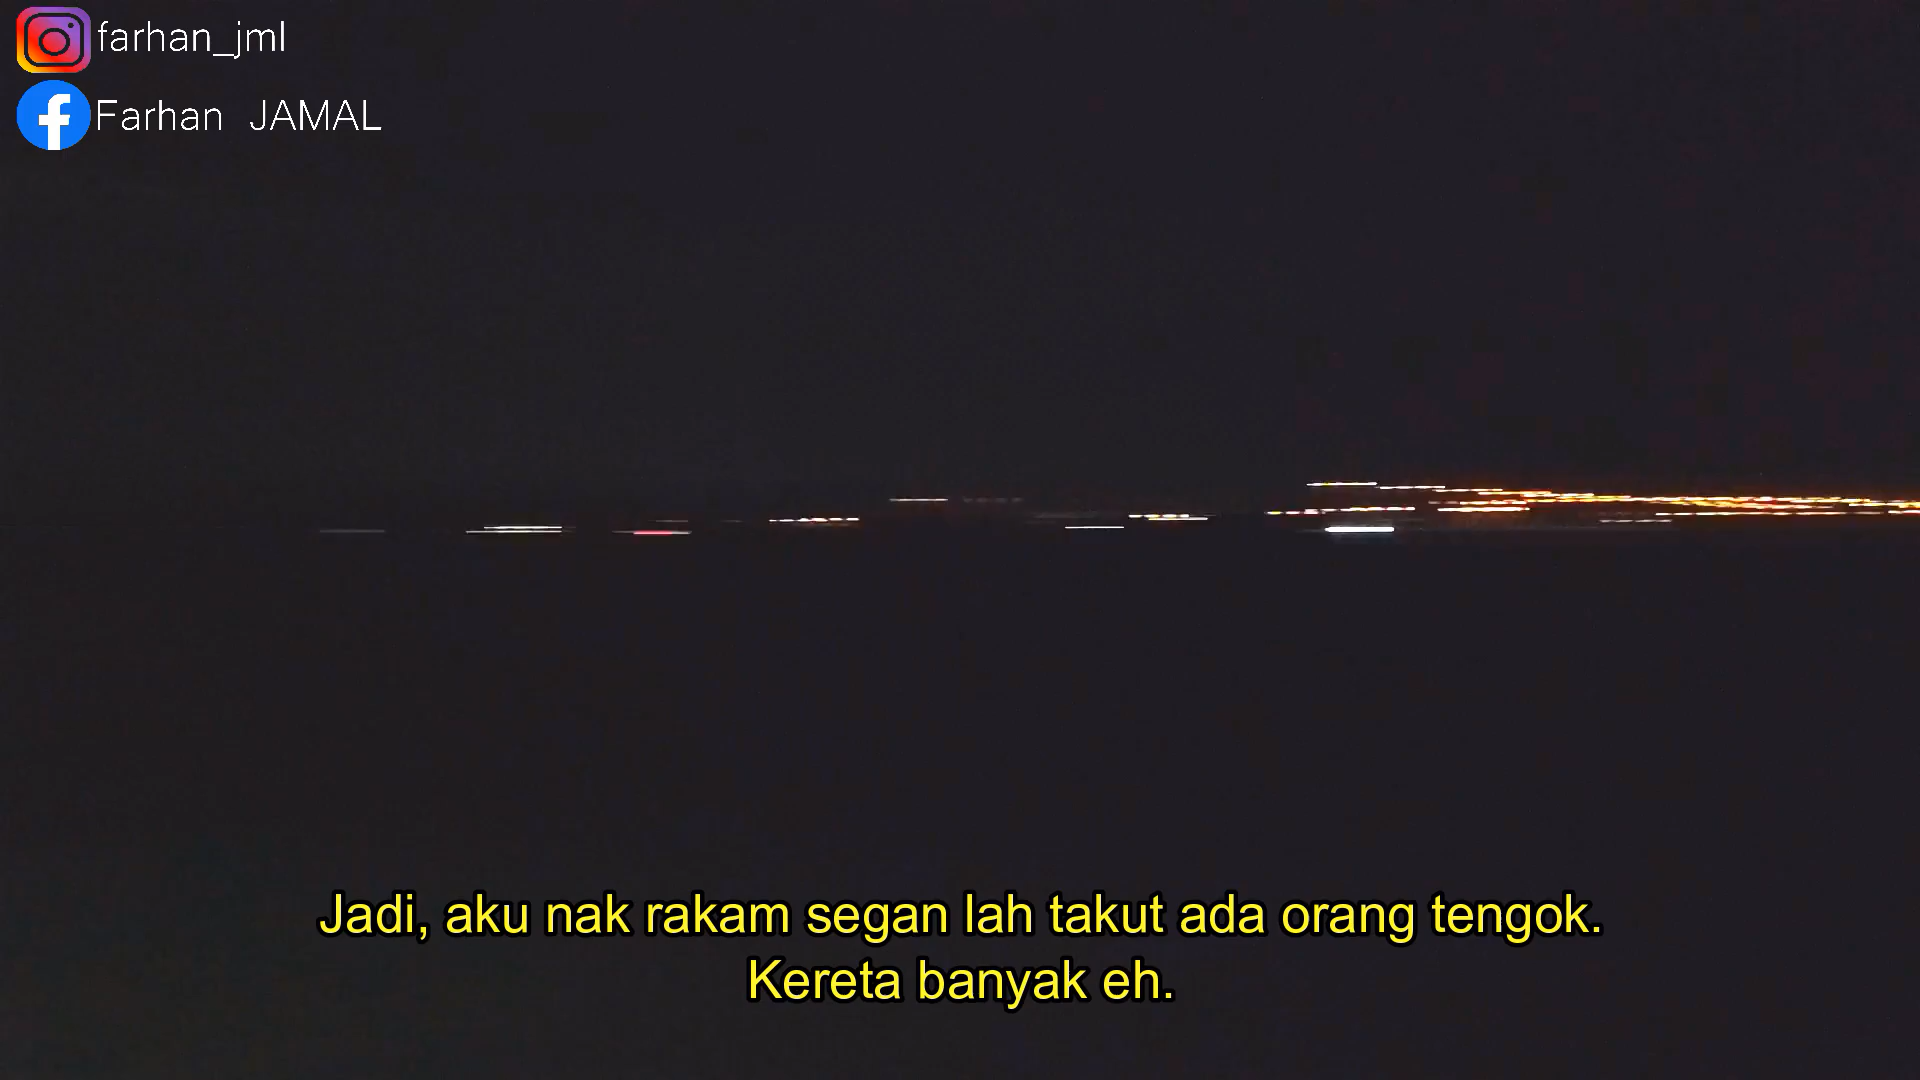 farhan_jml
Farhan JAMAL
Jadi, aku nak rakam segan lah takut ada orang tengok.
Kereta banyak eh.